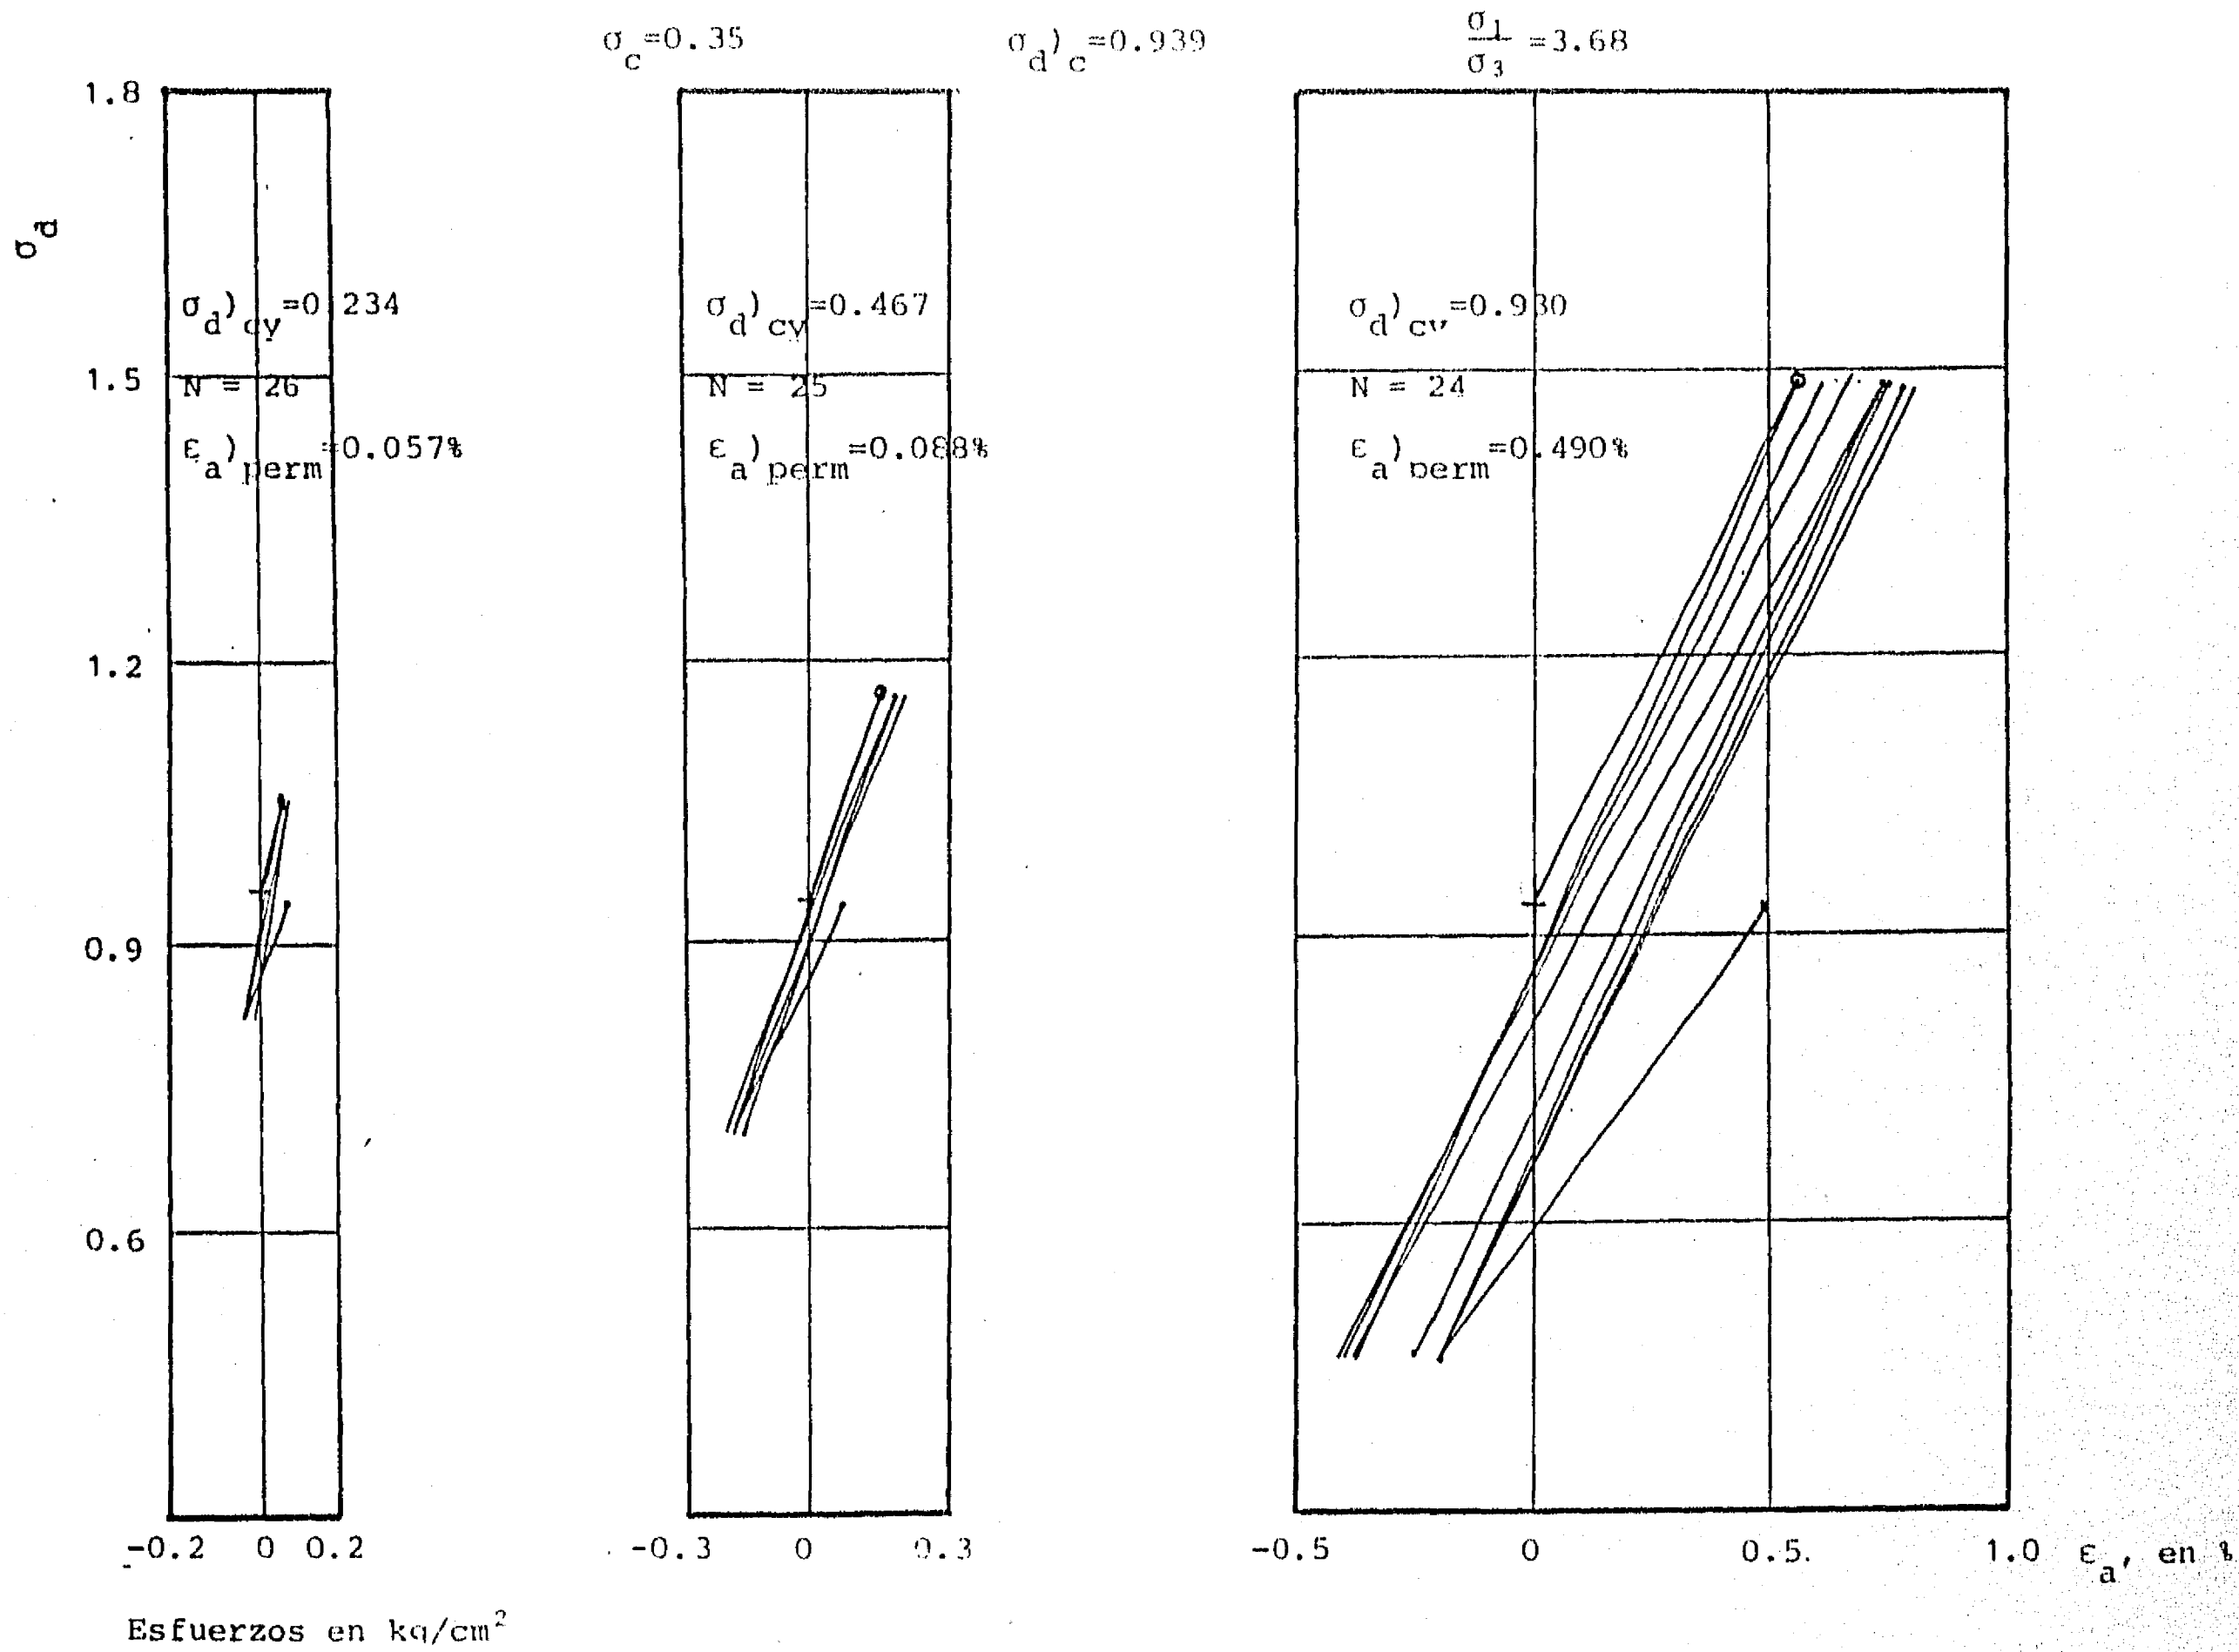 σc=0.35 σd)c=0.939 σ1/σ3 =3.68
1.8
σd
σd)cy=0.234 σd)cy=0.467 σd)cy=0.930
1.5
N = 26 N = 25 N = 24
εa)perm=0.057% εa)perm=0.088% εa)perm=0.490%
1.2
0.9
0.6
-0.2 0 0.2 -0.3 0 0.3 -0.5 0 0.5 1.0 εa, en %
Esfuerzos en kg/cm²